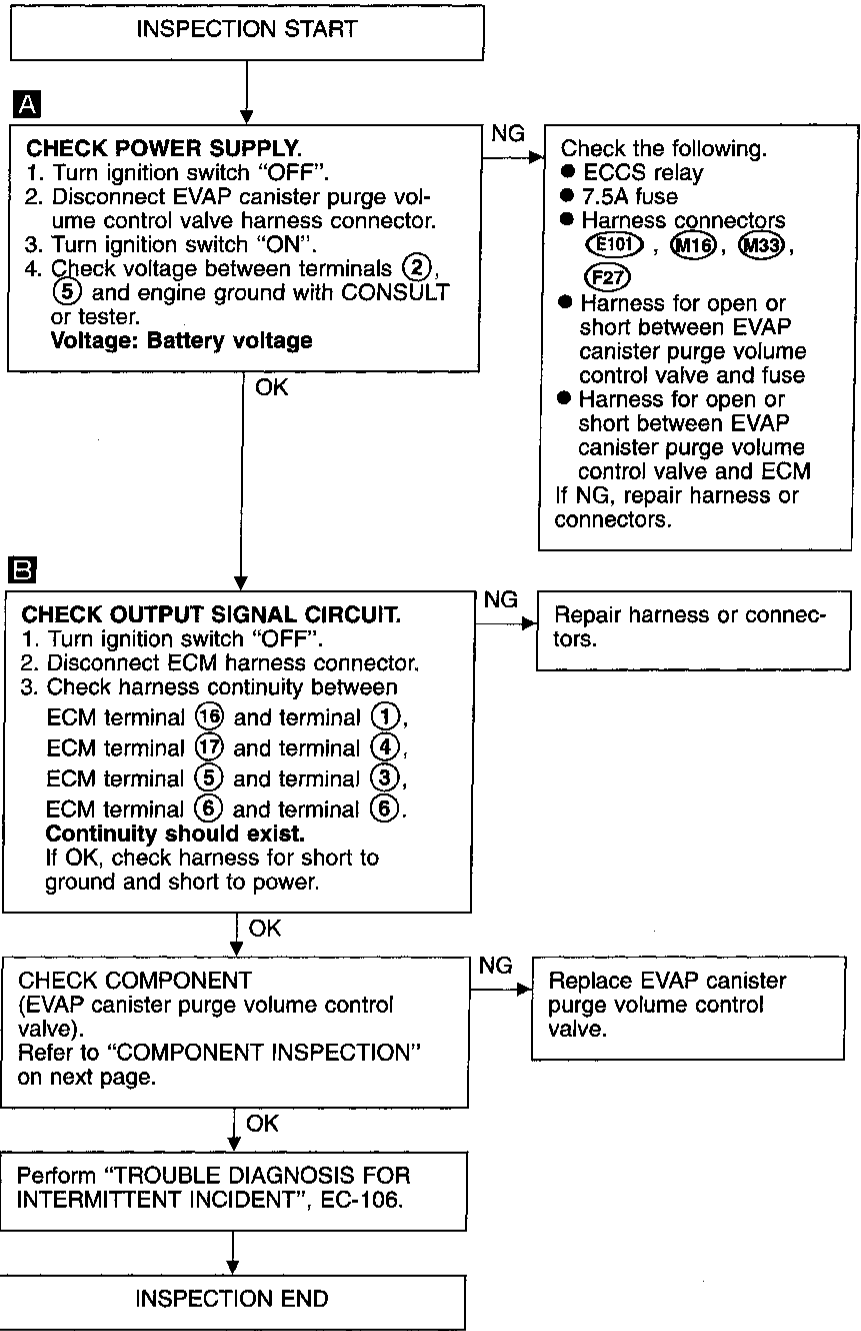 INSPECTION START
A
CHECK POWER SUPPLY.
1. Turn ignition switch “OFF”.
2. Disconnect EVAP canister purge vol-
ume control valve harness connector.
3. Turn ignition switch “ON”.
4. Check voltage between terminals 2,
5 and engine ground with CONSULT
or tester.
Voltage: Battery voltage
NG
Check the following.
● ECCS relay
● 7.5A fuse
● Harness connectors
E101 , M16, M33,
F27
● Harness for open or
short between EVAP
canister purge volume
control valve and fuse
● Harness for open or
short between EVAP
canister purge volume
control valve and ECM
If NG, repair harness or
connectors.
OK
B
CHECK OUTPUT SIGNAL CIRCUIT.
1. Turn ignition switch “OFF”.
2. Disconnect ECM harness connector.
3. Check harness continuity between
ECM terminal 16 and terminal 1,
ECM terminal 17 and terminal 4,
ECM terminal 5 and terminal 3,
ECM terminal 6 and terminal 6.
Continuity should exist.
If OK, check harness for short to
ground and short to power.
NG
Repair harness or connec-
tors.
OK
CHECK COMPONENT
(EVAP canister purge volume control
valve).
Refer to “COMPONENT INSPECTION”
on next page.
NG
Replace EVAP canister
purge volume control
valve.
OK
Perform “TROUBLE DIAGNOSIS FOR
INTERMITTENT INCIDENT”, EC-106.
INSPECTION END